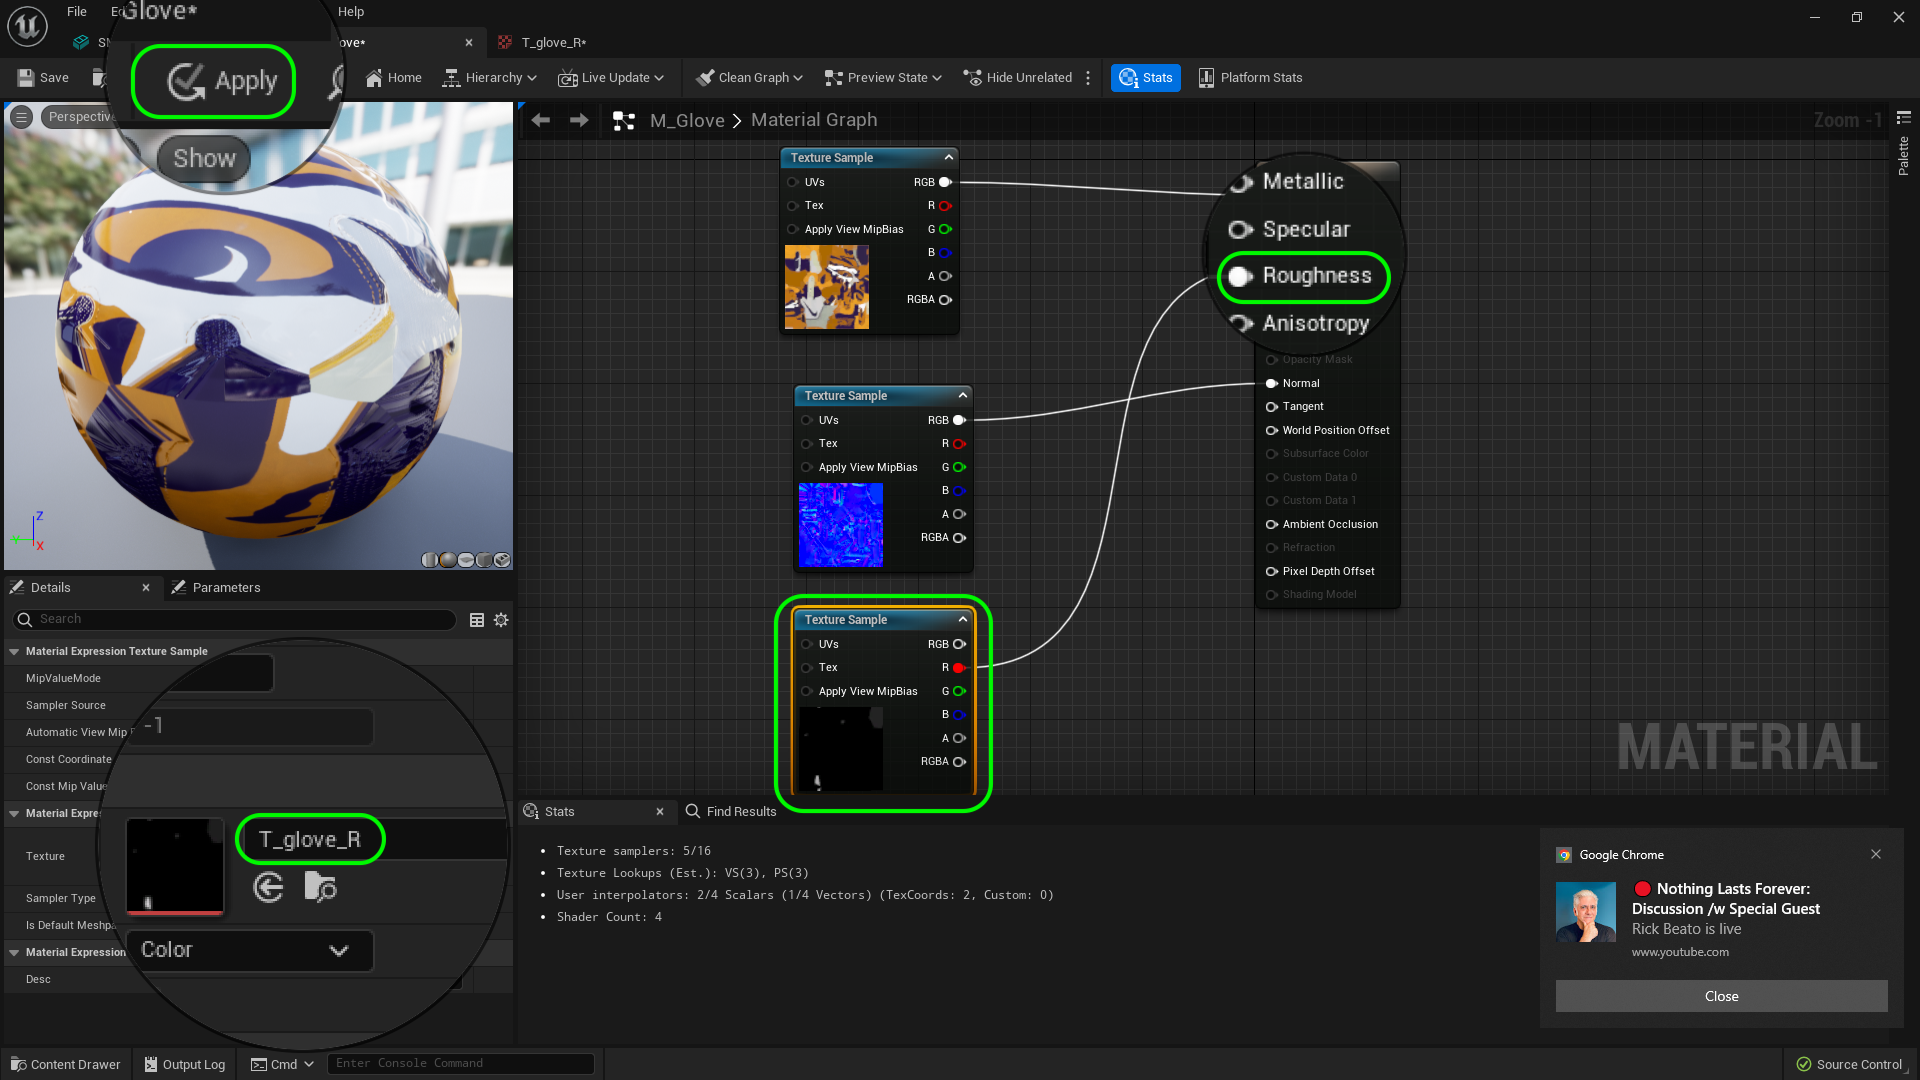 File
Help
Glove*
ove*
T_glove_R*
Save
Apply
Home
Hierarchy
Live Update
Clean Graph
Preview State
Hide Unrelated
Stats
Platform Stats
Show
M_Glove > Material Graph
Zoom -1
Palette
Texture Sample
UVs
RGB
Tex
R
Apply View MipBias
G
B
A
RGBA
Metallic
Specular
Roughness
Anisotropy
Opacity Mask
Normal
Tangent
World Position Offset
Subsurface Color
Custom Data 0
Custom Data 1
Ambient Occlusion
Refraction
Pixel Depth Offset
Shading Model
Texture Sample
UVs
RGB
Tex
R
Apply View MipBias
G
B
A
RGBA
Texture Sample
UVs
RGB
Tex
R
Apply View MipBias
G
B
A
RGBA
MATERIAL
Z
Y
X
Details
Parameters
Search
Material Expression Texture Sample
MipValueMode
Sampler Source
Automatic View Mip
-1
Const Coordinate
Const Mip Value
Material Expre
Texture
T_glove_R
Sampler Type
Color
Is Default Meshpa
Material Expression
Desc
Stats
Find Results
Texture samplers: 5/16
Texture Lookups (Est.): VS(3), PS(3)
User interpolators: 2/4 Scalars (1/4 Vectors) (TexCoords: 2, Custom: 0)
Shader Count: 4
Google Chrome
Nothing Lasts Forever:
Discussion /w Special Guest
Rick Beato is live
www.youtube.com
Close
Content Drawer
Output Log
Cmd
Enter Console Command
Source Control